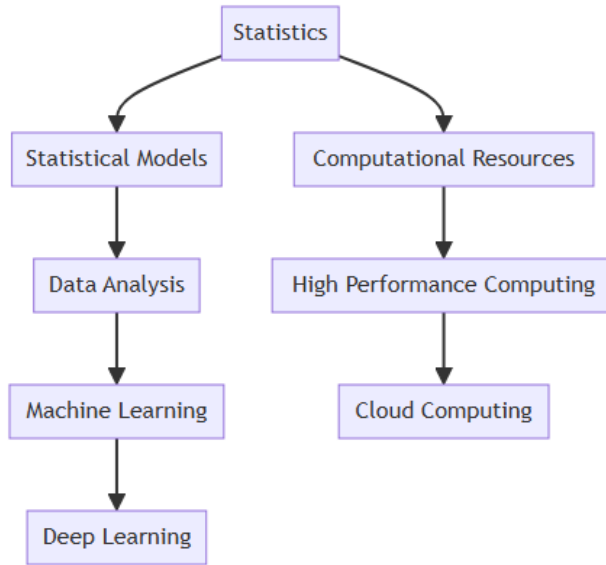 Statistics
Statistical Models
Computational Resources
Data Analysis
High Performance Computing
Machine Learning
Cloud Computing
Deep Learning